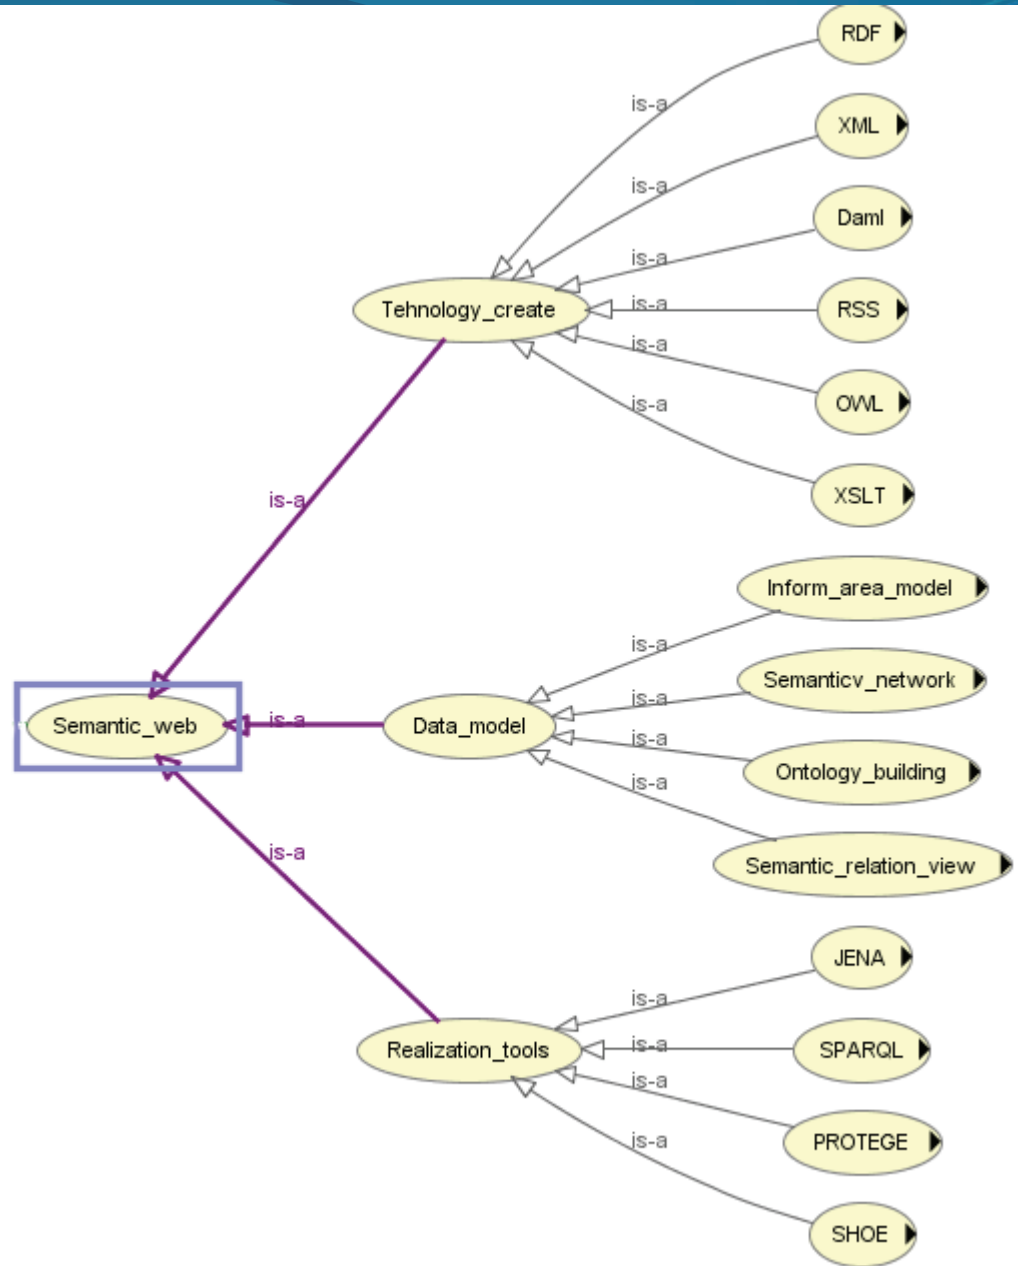 RDF
is-a
XML
is-a
Daml
is-a
Tehnology_create
is-a
RSS
is-a
OWL
is-a
XSLT
is-a
Inform_area_model
is-a
Semanticv_network
is-a
Semantic_web
is-a
Data_model
is-a
Ontology_building
is-a
Semantic_relation_view
is-a
JENA
is-a
Realization_tools
is-a
SPARQL
is-a
PROTEGE
is-a
SHOE